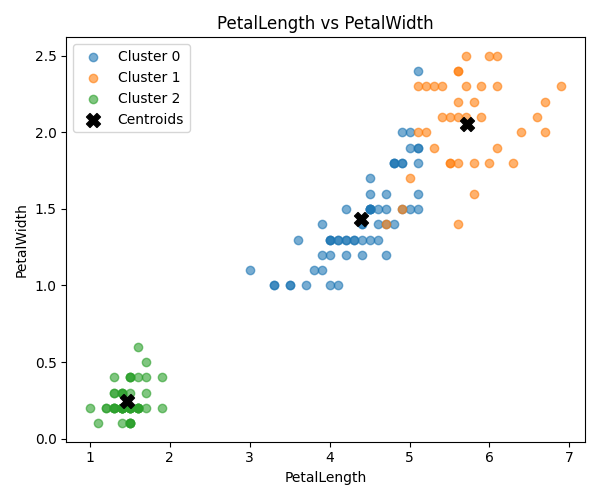 PetalLength vs PetalWidth
Cluster 0
Cluster 1
Cluster 2
Centroids
PetalWidth
2.5
2.0
1.5
1.0
0.5
0.0
1 2 3 4 5 6 7
PetalLength